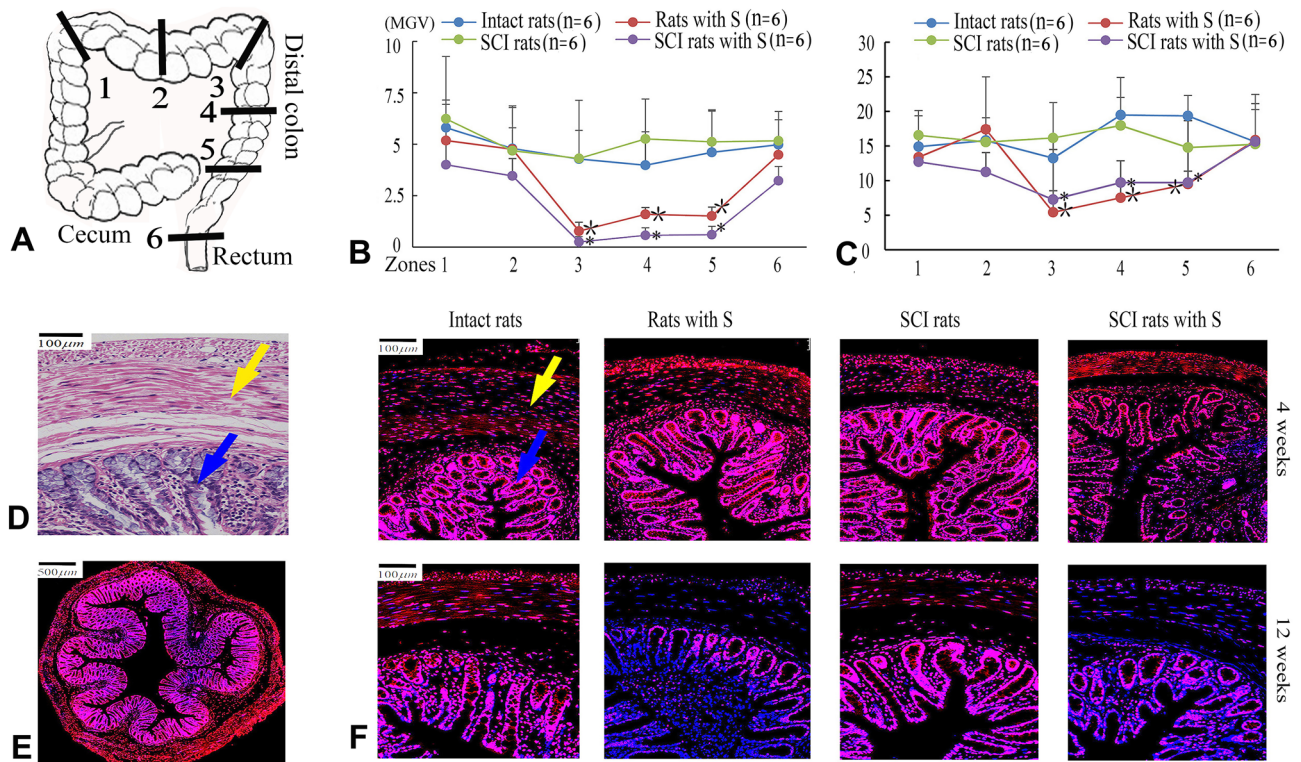 1
2
3
4
5
6
Distal colon
Cecum
Rectum
A
(MGV)
Intact rats(n=6)
Rats with S (n=6)
SCI rats(n=6)
SCI rats with S(n=6)
10
7.5
5
2.5
0
* * *
* * *
Zones 1 2 3 4 5 6
B
Intact rats(n=6)
Rats with S (n=6)
SCI rats(n=6)
SCI rats with S(n=6)
30
25
20
15
10
5
0
* * *
* * *
1 2 3 4 5 6
C
100μm
D
500μm
E
Intact rats Rats with S SCI rats SCI rats with S
100μm
4 weeks
100μm
12 weeks
F